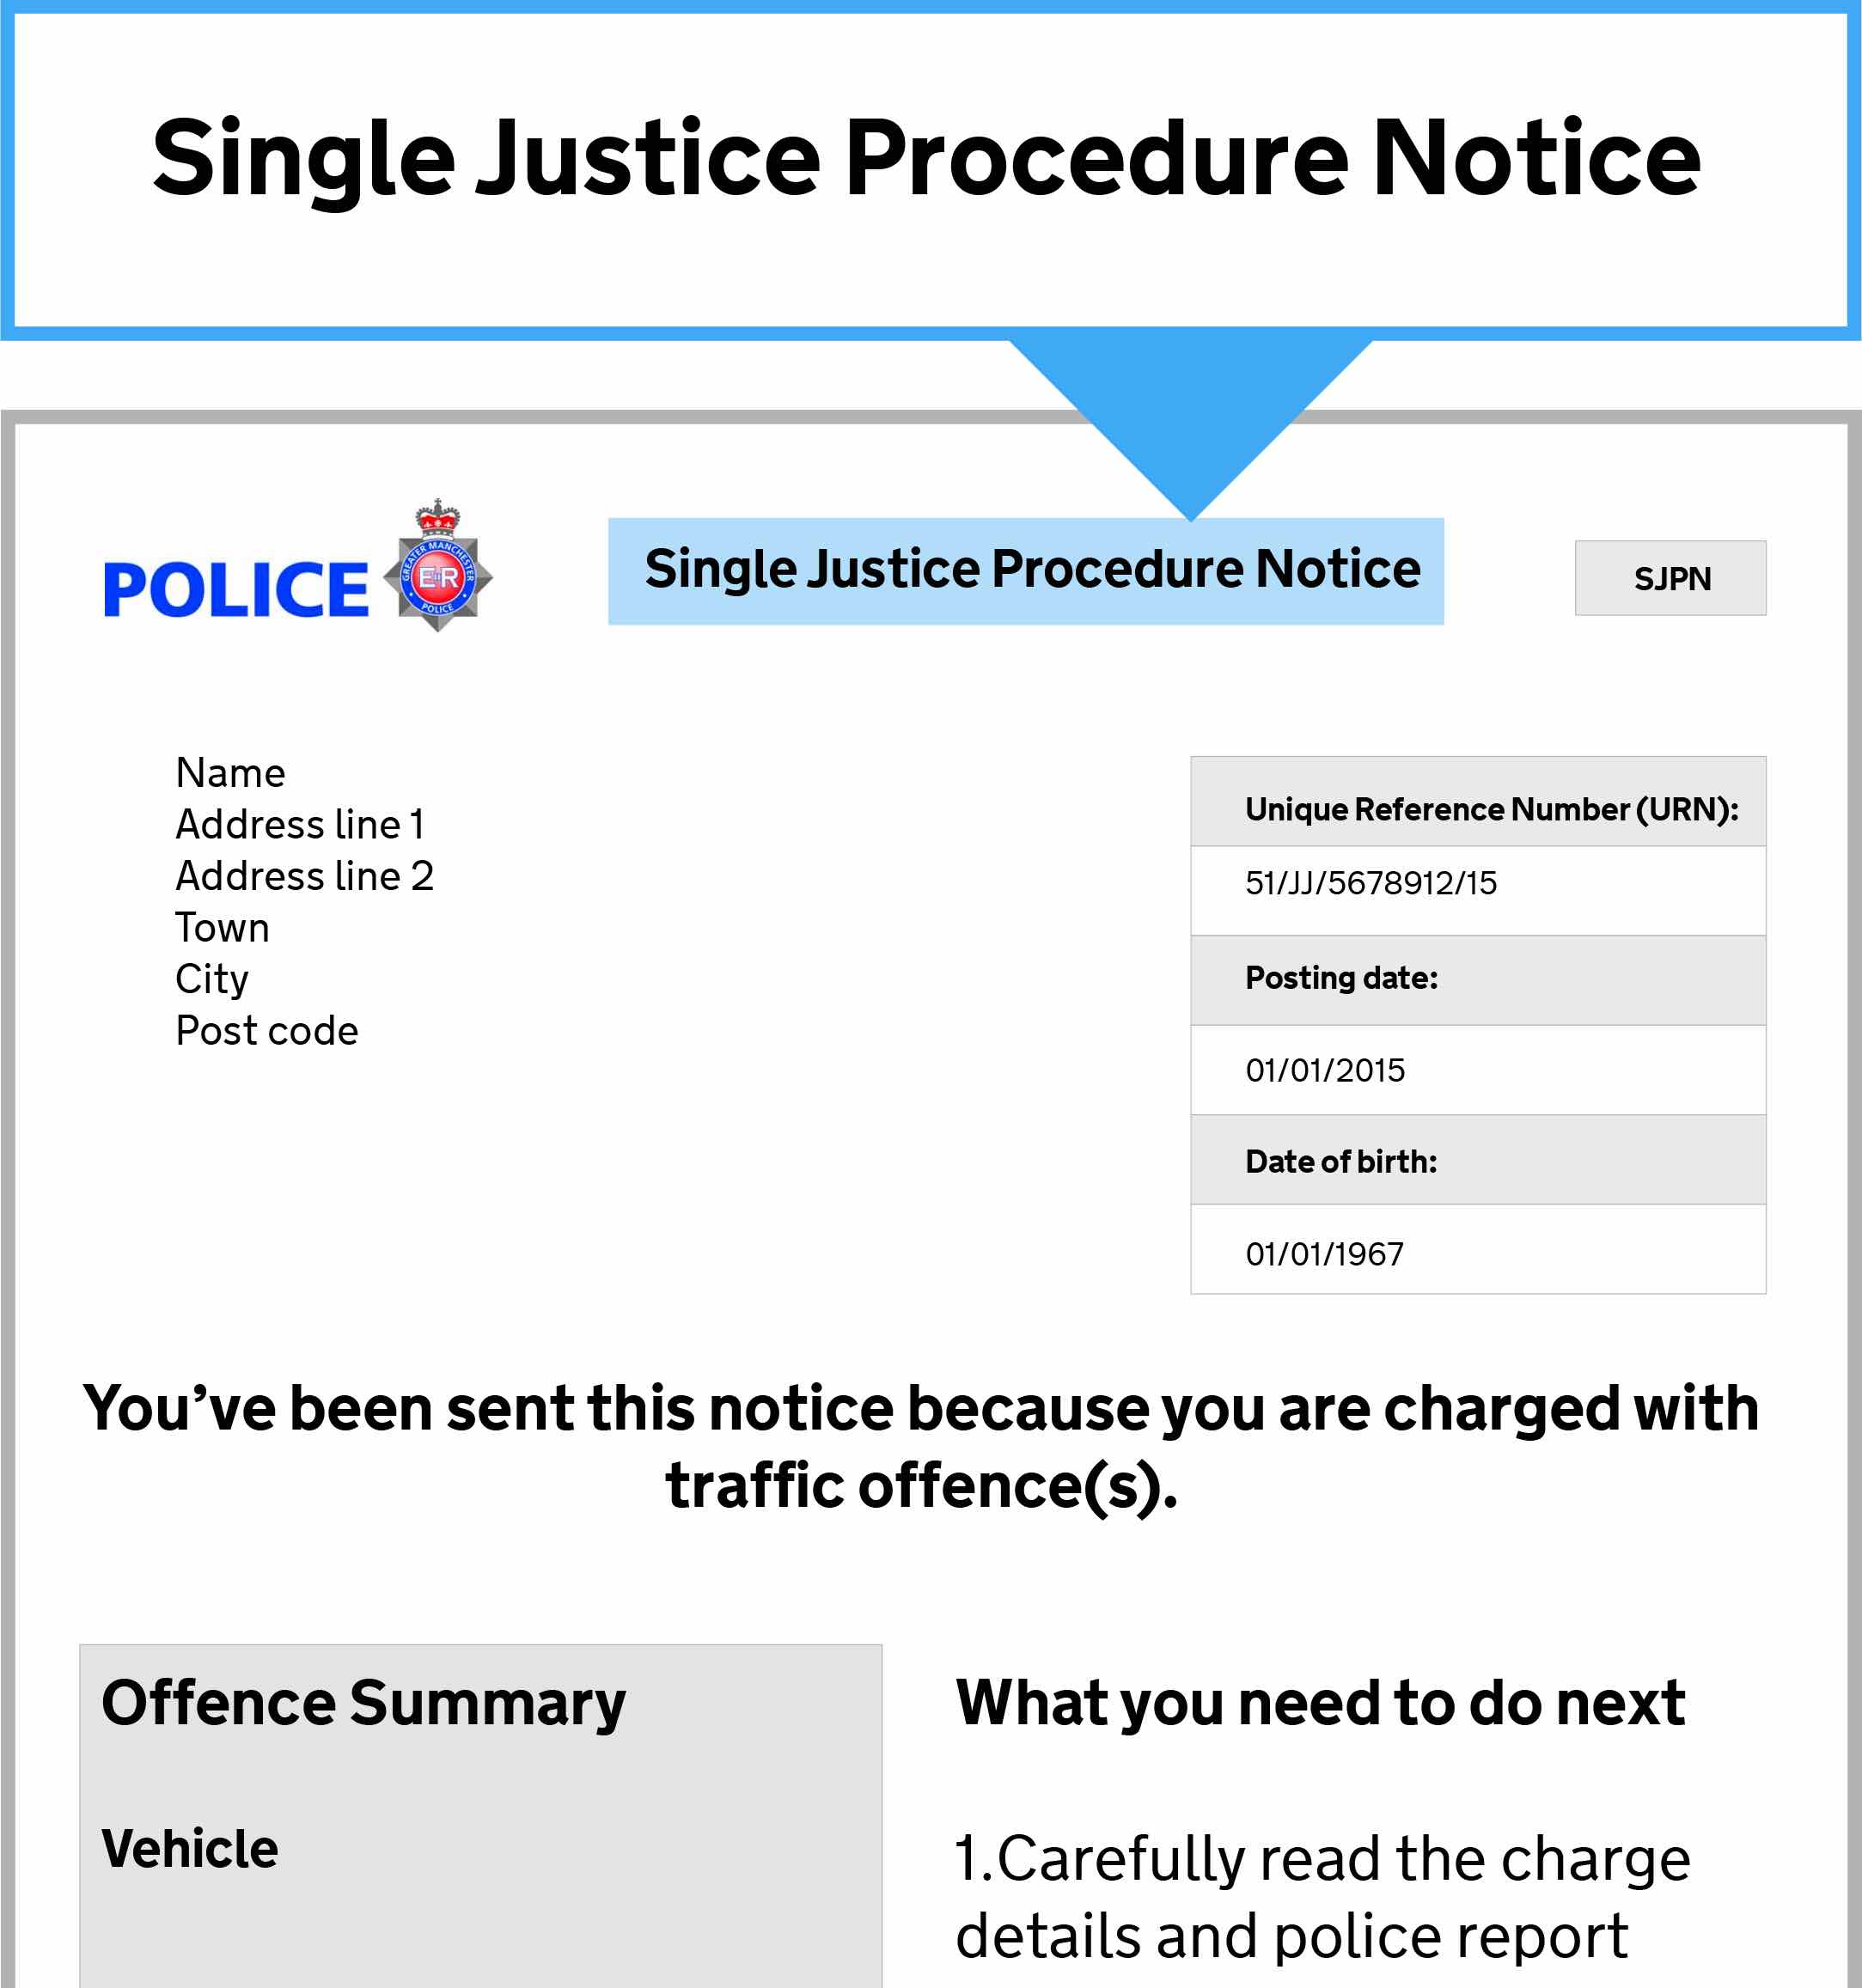 Single Justice Procedure Notice
POLICE
GREATER MANCHESTER
EIIR
POLICE
Single Justice Procedure Notice
SJPN
Name
Address line 1
Address line 2
Town
City
Post code
Unique Reference Number (URN):
51/JJ/5678912/15
Posting date:
01/01/2015
Date of birth:
01/01/1967
You’ve been sent this notice because you are charged with
traffic offence(s).
Offence Summary
Vehicle
What you need to do next
1.Carefully read the charge
details and police report